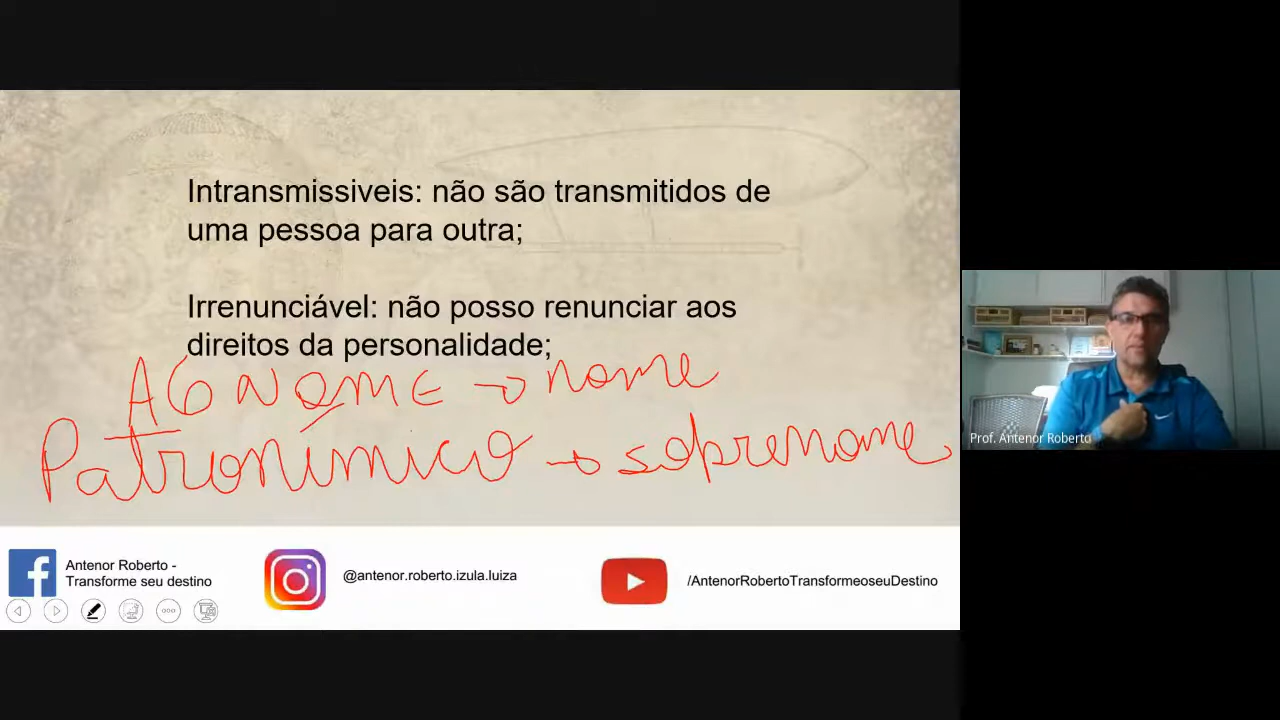 Intransmissiveis: não são transmitidos de
uma pessoa para outra;
Irrenunciável: não posso renunciar aos
direitos da personalidade;
AGNOME → nome
Patronímico → sobrenome
Prof. Antenor Roberto
Antenor Roberto -
Transforme seu destino
@antenor.roberto.izula.luiza
/AntenorRobertoTransformeoseuDestino